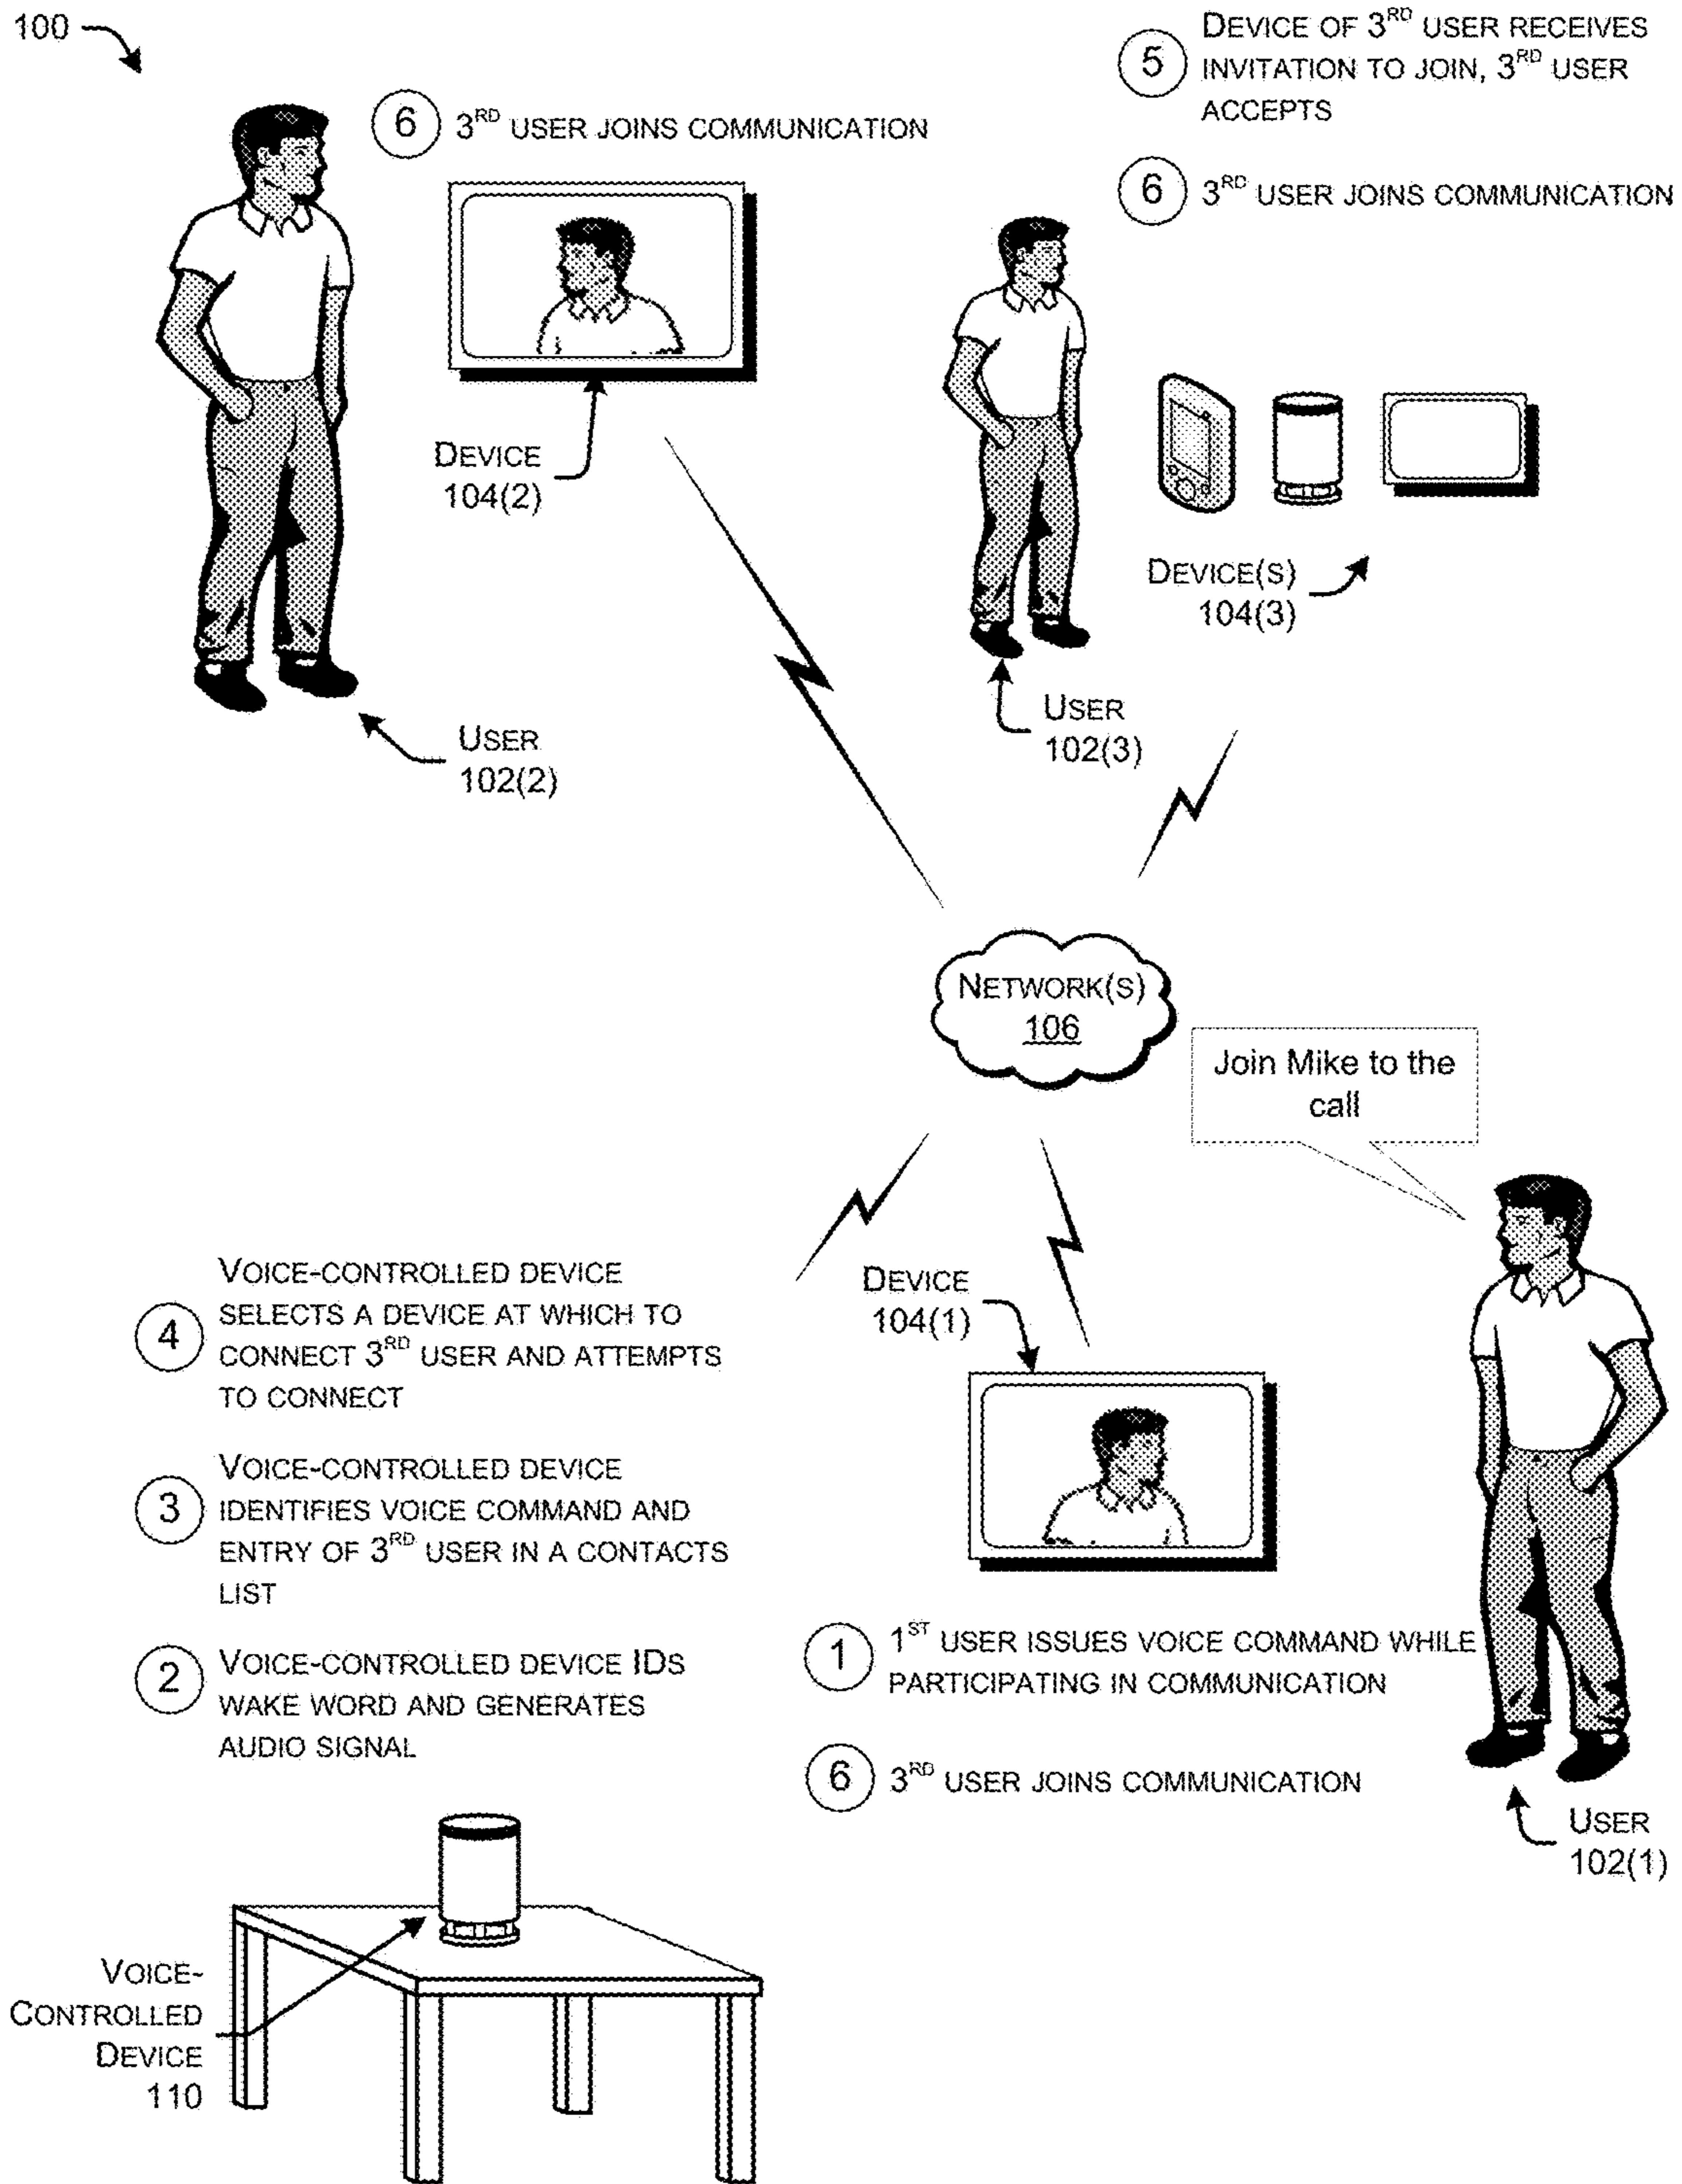 100
6
3RD USER JOINS COMMUNICATION
5
DEVICE OF 3RD USER RECEIVES
INVITATION TO JOIN, 3RD USER
ACCEPTS
6
3RD USER JOINS COMMUNICATION
DEVICE
104(2)
DEVICE(S)
104(3)
USER
102(2)
USER
102(3)
NETWORK(S)
106
Join Mike to the
call
4
VOICE-CONTROLLED DEVICE
SELECTS A DEVICE AT WHICH TO
CONNECT 3RD USER AND ATTEMPTS
TO CONNECT
DEVICE
104(1)
3
VOICE-CONTROLLED DEVICE
IDENTIFIES VOICE COMMAND AND
ENTRY OF 3RD USER IN A CONTACTS
LIST
2
VOICE-CONTROLLED DEVICE IDS
WAKE WORD AND GENERATES
AUDIO SIGNAL
1
1ST USER ISSUES VOICE COMMAND WHILE
PARTICIPATING IN COMMUNICATION
6
3RD USER JOINS COMMUNICATION
USER
102(1)
VOICE-
CONTROLLED
DEVICE
110